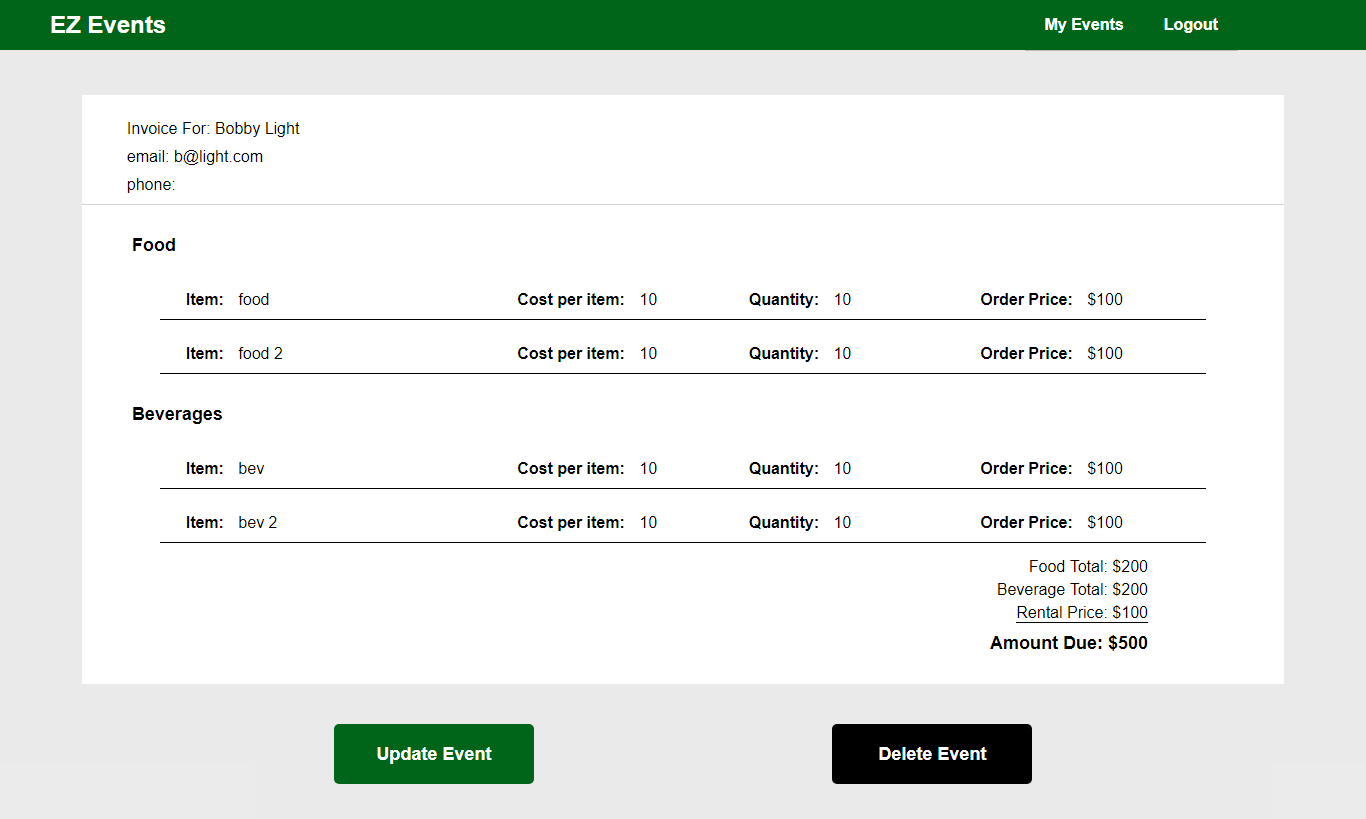 EZ Events My Events Logout
Invoice For: Bobby Light
email: b@light.com
phone:
Food
Item: food Cost per item: 10 Quantity: 10 Order Price: $100
Item: food 2 Cost per item: 10 Quantity: 10 Order Price: $100
Beverages
Item: bev Cost per item: 10 Quantity: 10 Order Price: $100
Item: bev 2 Cost per item: 10 Quantity: 10 Order Price: $100
Food Total: $200
Beverage Total: $200
Rental Price: $100
Amount Due: $500
Update Event Delete Event